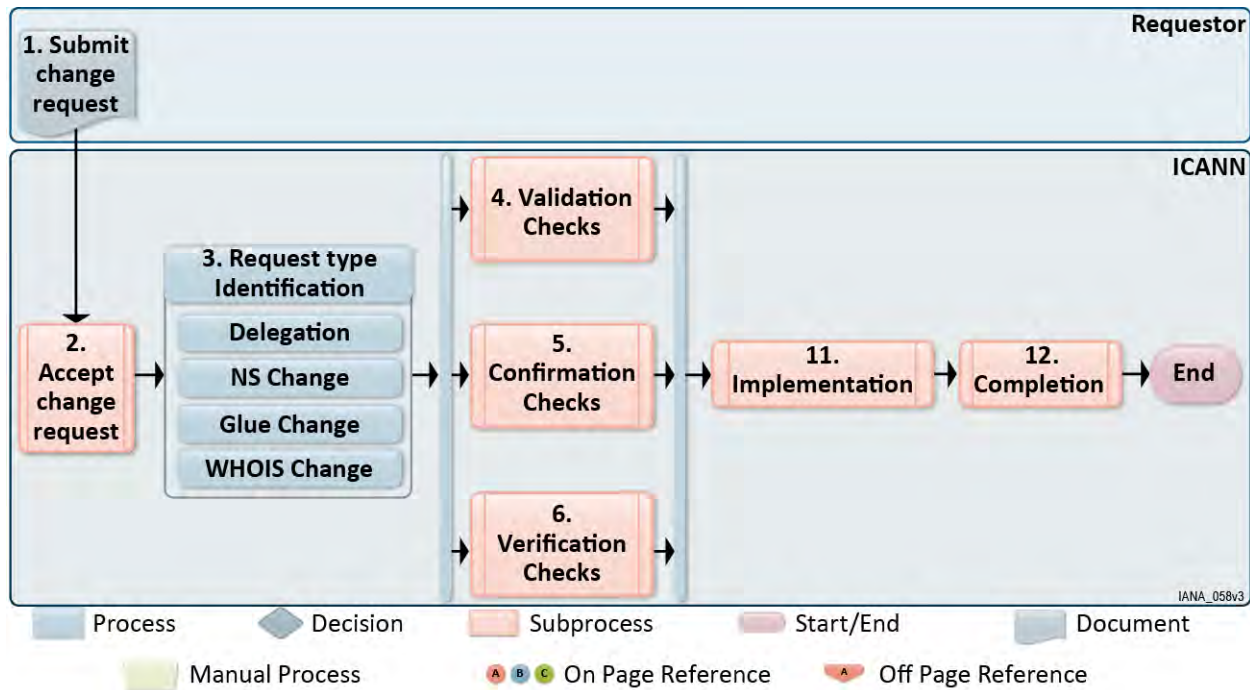 Requestor
1. Submit
change
request
ICANN
2.
Accept
change
request
3. Request type
Identification
Delegation
NS Change
Glue Change
WHOIS Change
4. Validation
Checks
5.
Confirmation
Checks
6.
Verification
Checks
11.
Implementation
12.
Completion
End
IANA_058v3
Process
Decision
Subprocess
Start/End
Document
Manual Process
A B C On Page Reference
A Off Page Reference